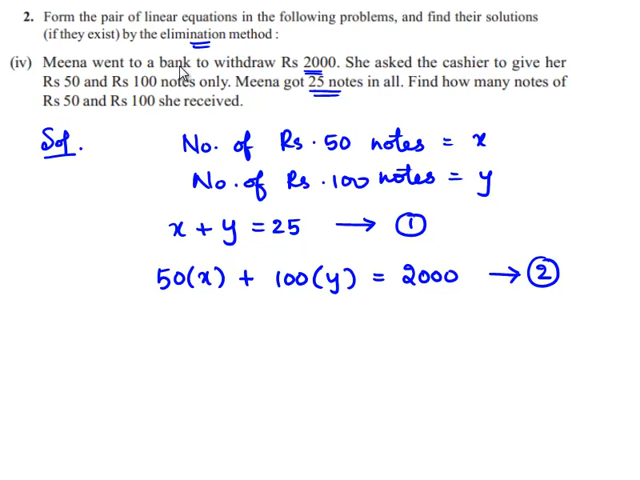 2. Form the pair of linear equations in the following problems, and find their solutions
(if they exist) by the elimination method :
(iv) Meena went to a bank to withdraw Rs 2000. She asked the cashier to give her
Rs 50 and Rs 100 notes only. Meena got 25 notes in all. Find how many notes of
Rs 50 and Rs 100 she received.
Sol. No. of Rs. 50 notes = x
No. of Rs. 100 notes = y
x + y = 25 → ①
50(x) + 100(y) = 2000 → ②